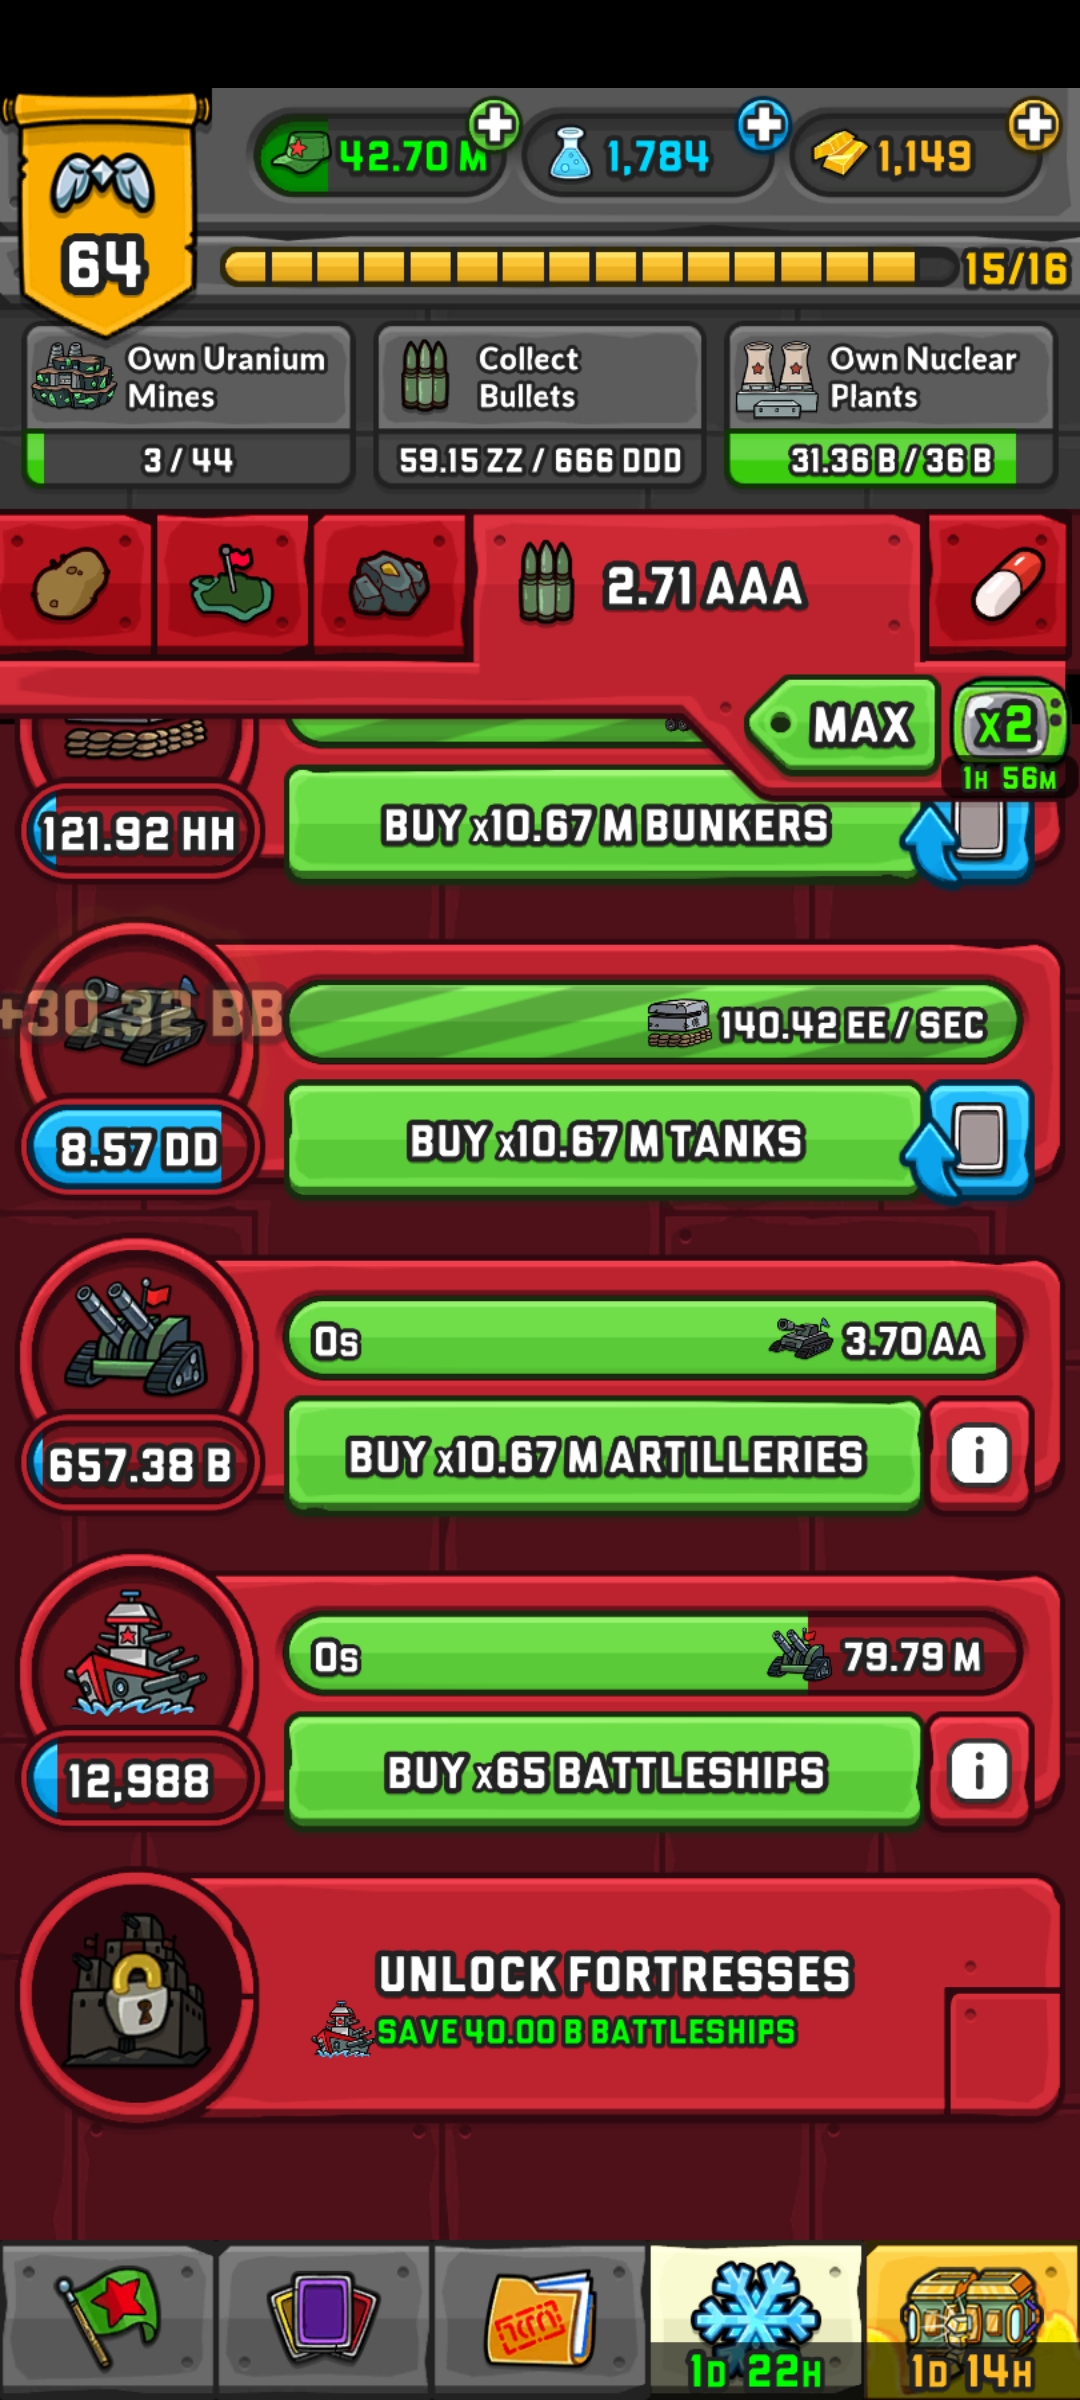 64
42.70 M
1,784
1,149
15/16
Own Uranium
Mines
3 / 44
Collect
Bullets
59.15 ZZ / 666 DDD
Own Nuclear
Plants
31.36 B / 36 B
2.71 AAA
MAX
x2
1H 56M
121.92 HH
BUY x10.67 M BUNKERS
+30.32 BB
140.42 EE / SEC
8.57 DD
BUY x10.67 M TANKS
0s
3.70 AA
657.38 B
BUY x10.67 M ARTILLERIES
i
0s
79.79 M
12,988
BUY x65 BATTLESHIPS
i
UNLOCK FORTRESSES
SAVE 40.00 B BATTLESHIPS
1D 22H
1D 14H